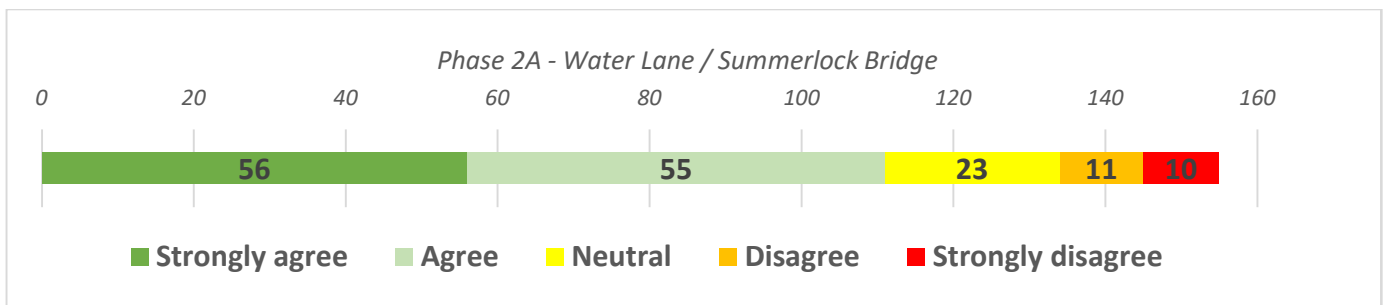 Phase 2A - Water Lane / Summerlock Bridge
0 20 40 60 80 100 120 140 160
56 55 23 11 10
Strongly agree Agree Neutral Disagree Strongly disagree